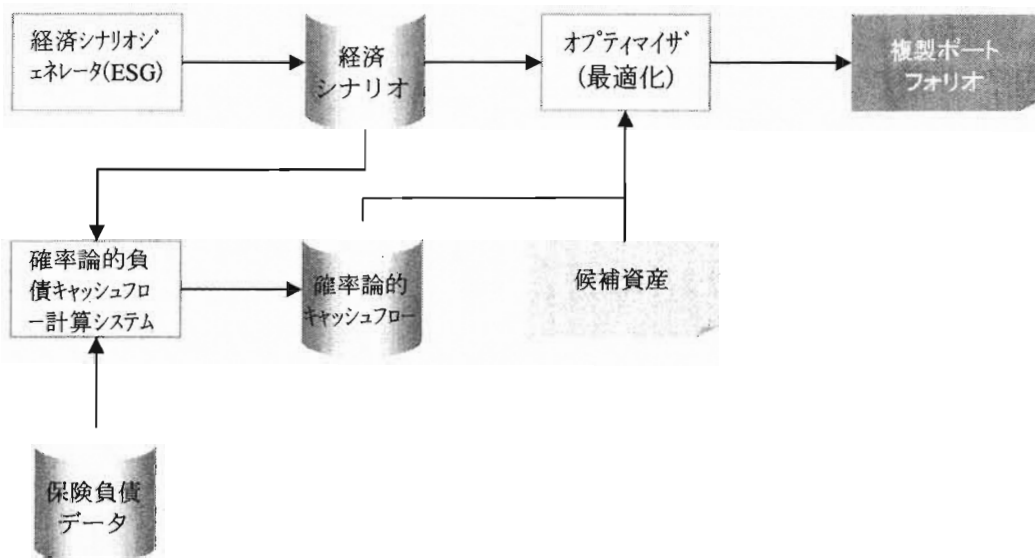 経済シナリオジ
ェネレータ(ESG)
経済
シナリオ
オプティマイザ
(最適化)
複製ポート
フォリオ
確率論的負
債キャッシュフロ
ー計算システム
確率論的
キャッシュフロー
候補資産
保険負債
データ